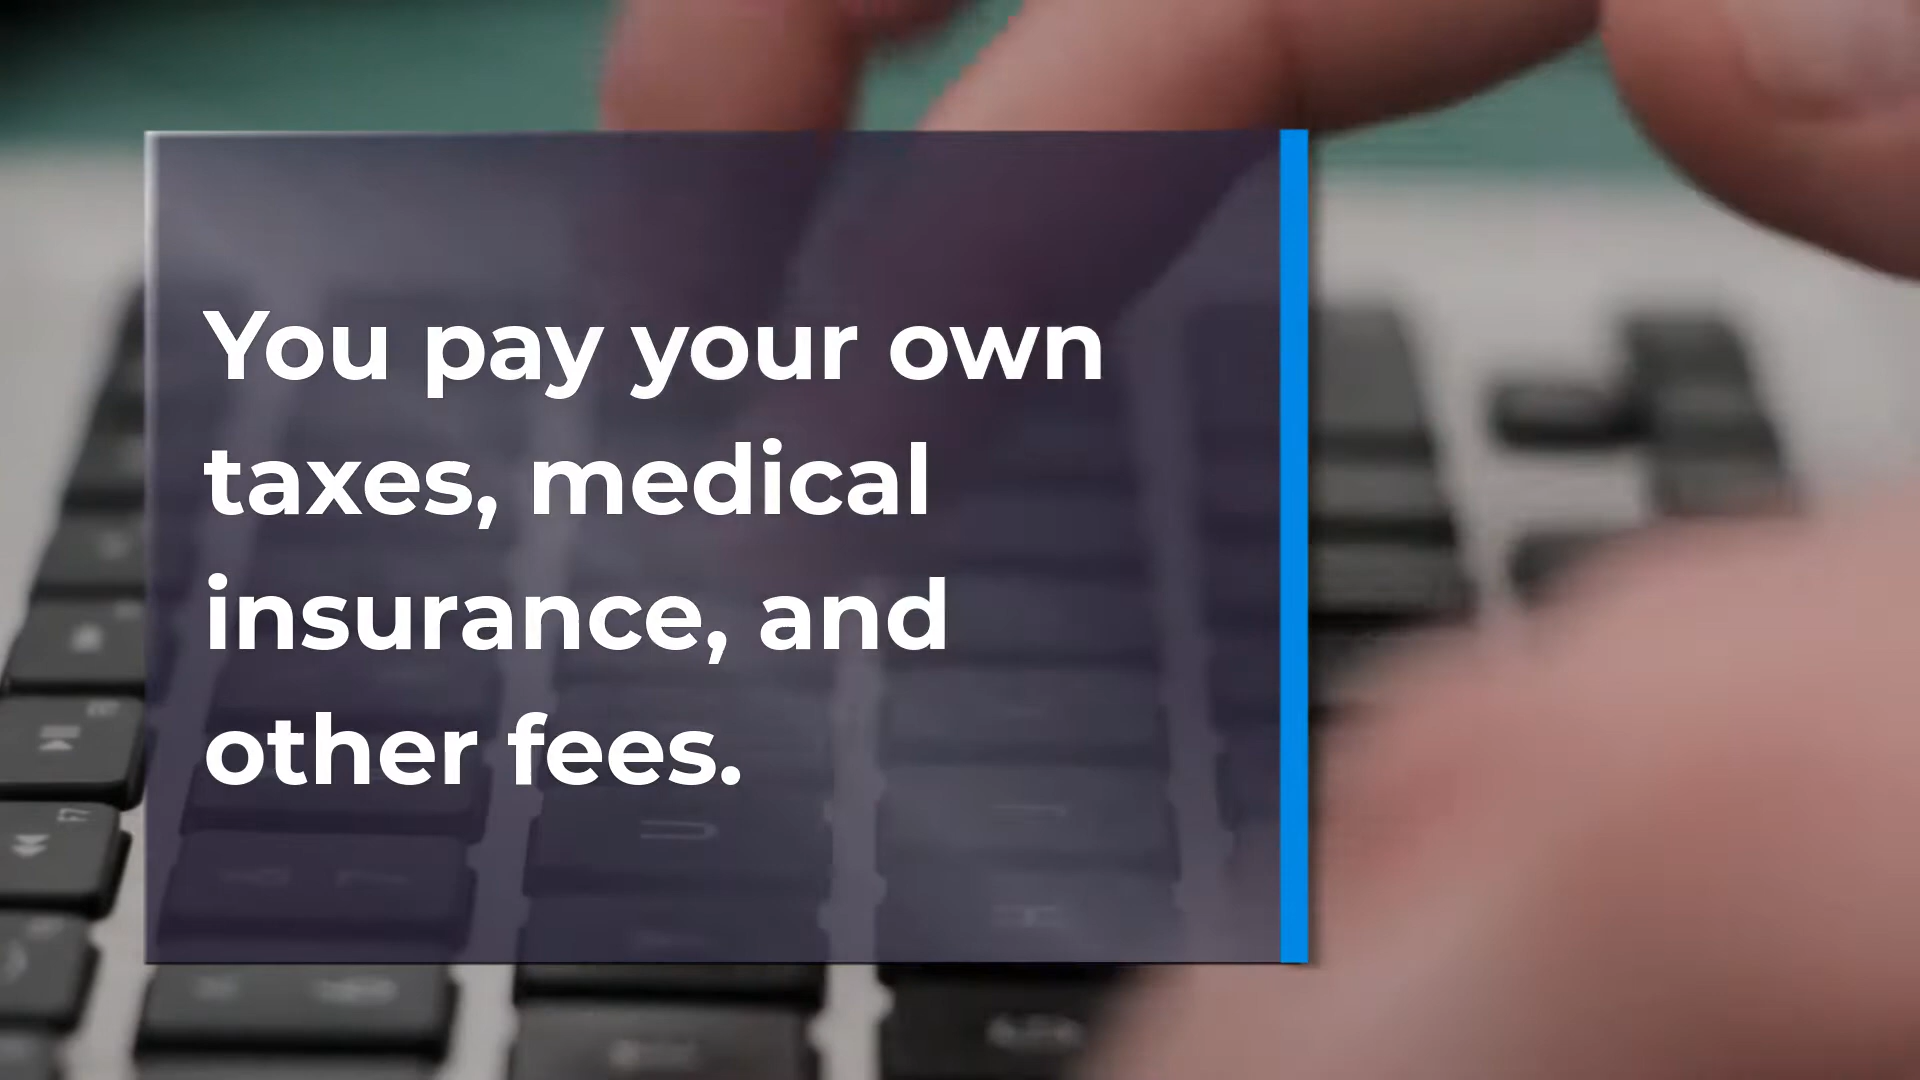 You pay your own
taxes, medical
insurance, and
other fees.